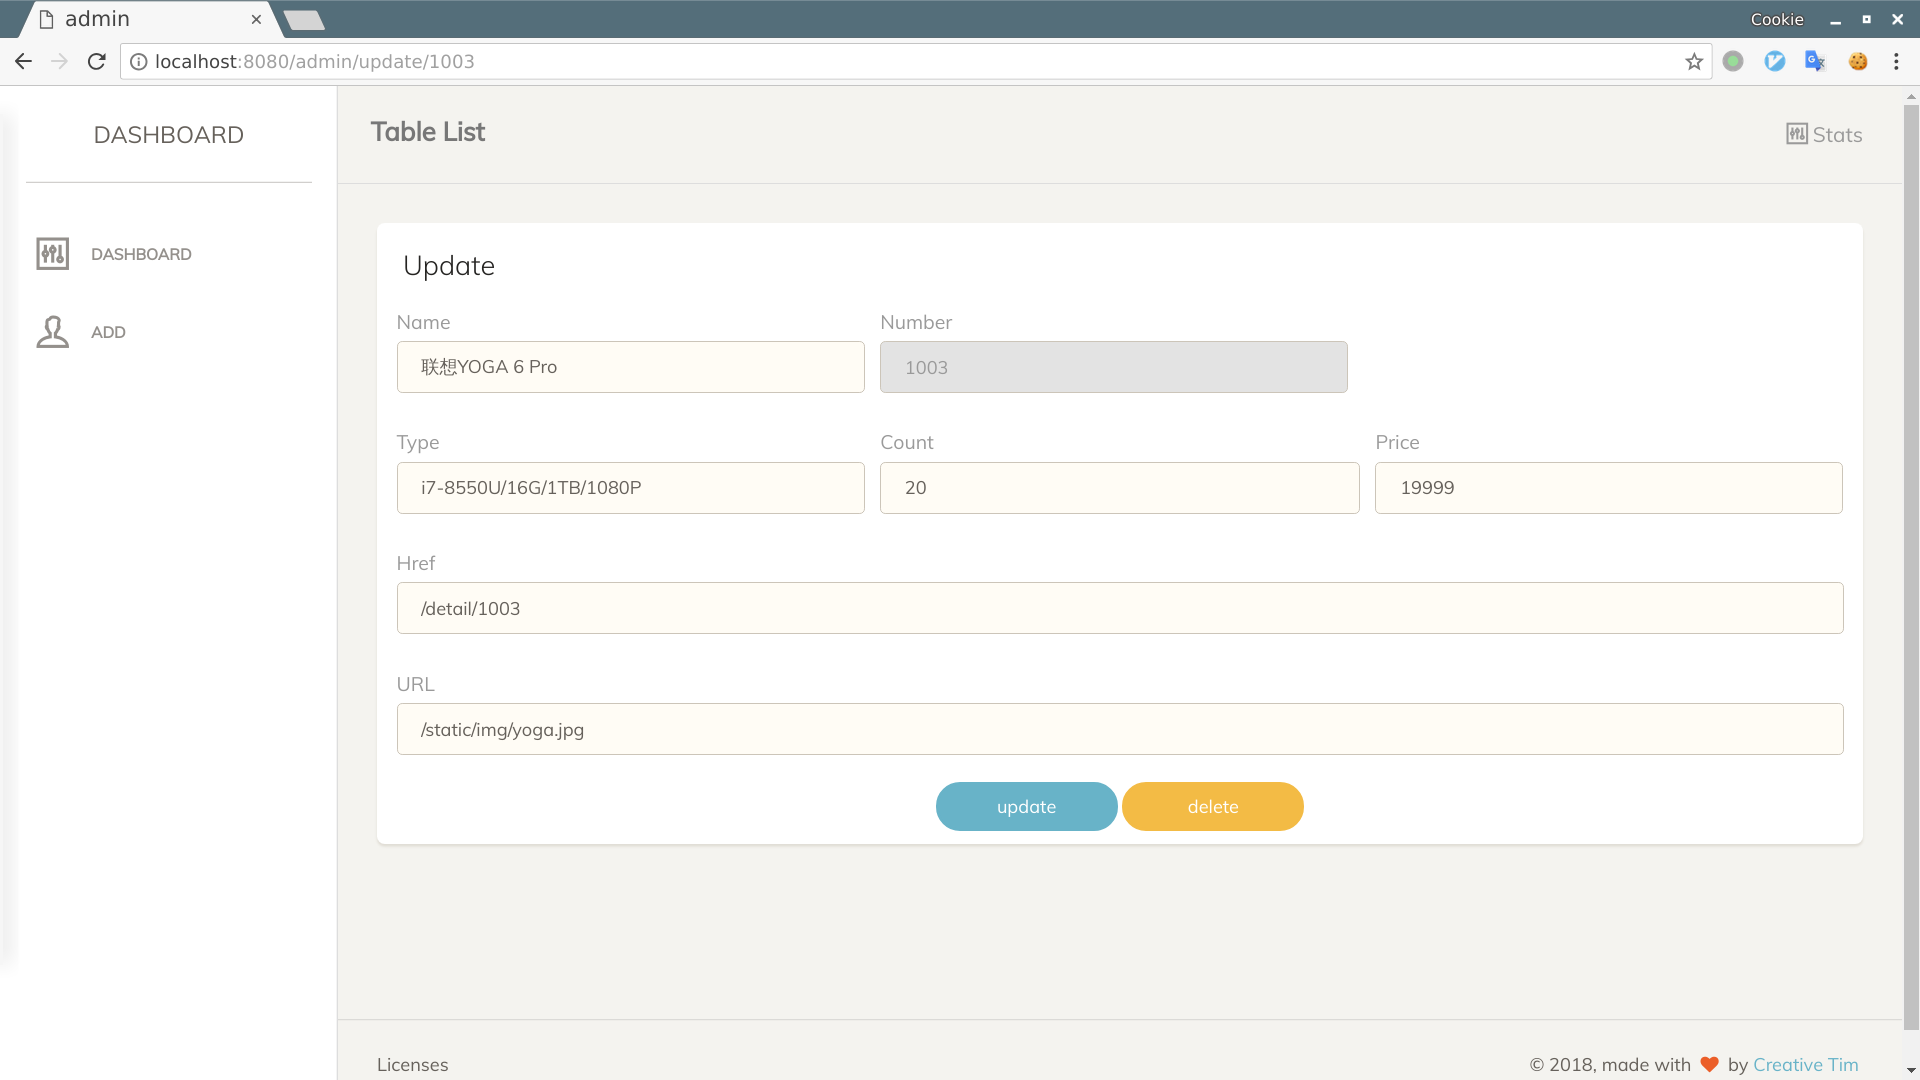 admin
Cookie
localhost:8080/admin/update/1003
DASHBOARD
Table List
Stats
DASHBOARD
ADD
Update
Name
Number
联想YOGA 6 Pro
1003
Type
Count
Price
i7-8550U/16G/1TB/1080P
20
19999
Href
/detail/1003
URL
/static/img/yoga.jpg
update
delete
Licenses
© 2018, made with by Creative Tim